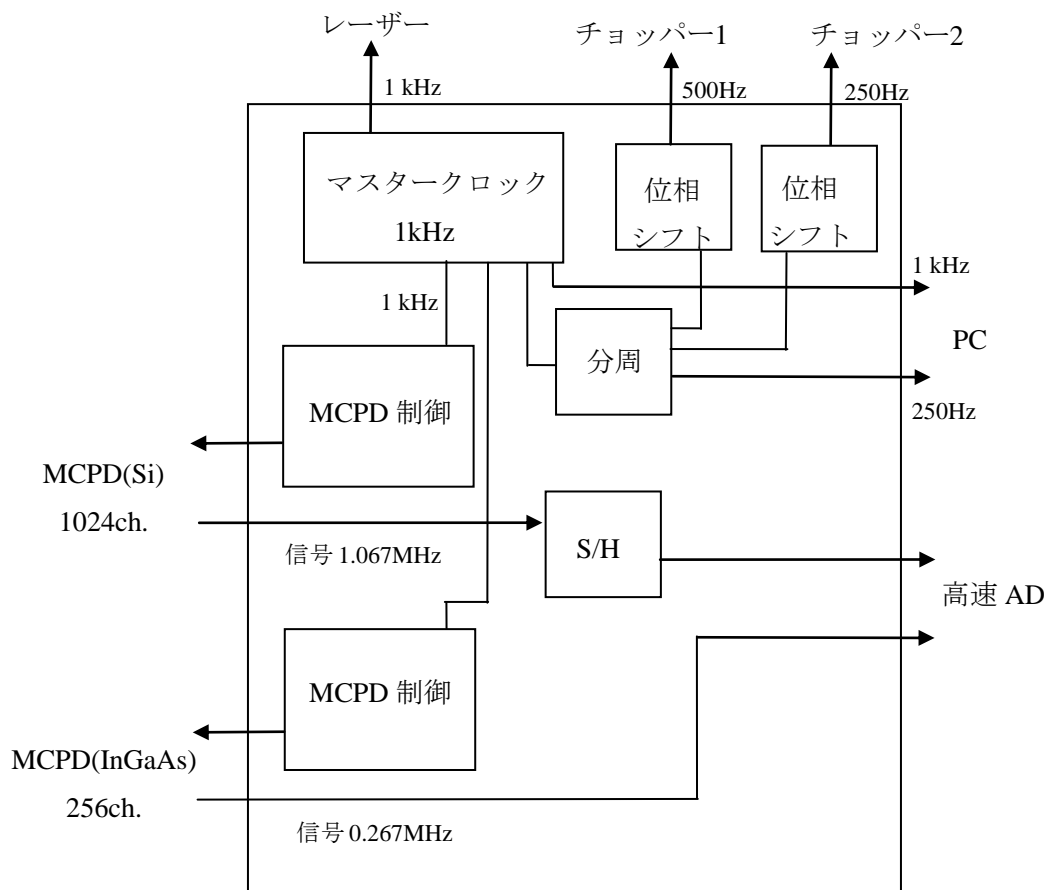 レーザー
チョッパー1
チョッパー2
1 kHz
500Hz
250Hz
マスタークロック
1kHz
位相
シフト
位相
シフト
1 kHz
1 kHz
分周
PC
MCPD 制御
250Hz
MCPD(Si)
1024ch.
信号 1.067MHz
S/H
高速 AD
MCPD 制御
MCPD(InGaAs)
256ch.
信号 0.267MHz